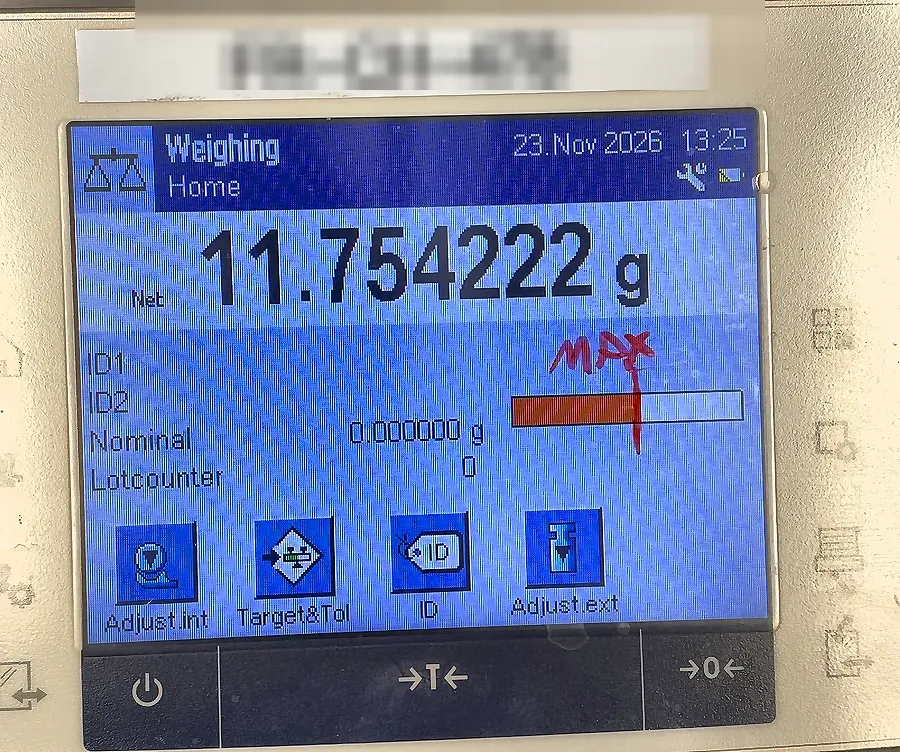 Weighing 23.Nov 2026 13:25
Home
Net 11.754222 g
MAX
ID1
ID2
Nominal 0.000000 g
Lotcounter 0
ID
Adjust.int Target&Tol ID Adjust.ext
→T← →0←